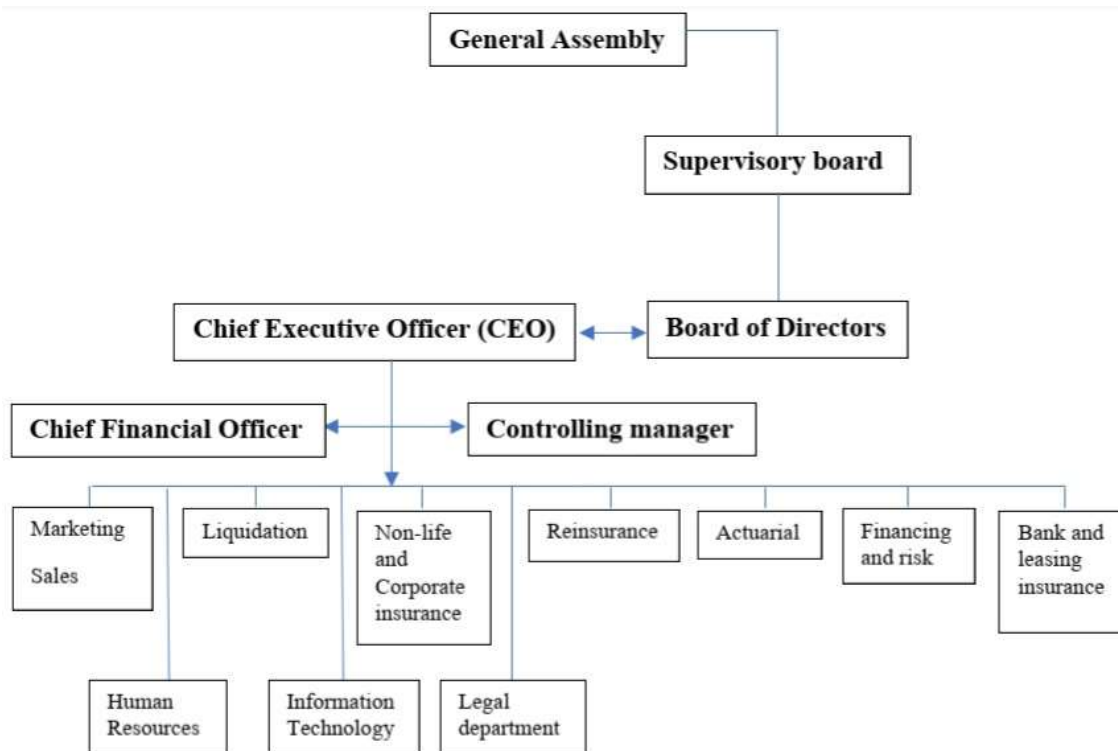 General Assembly
Supervisory board
Chief Executive Officer (CEO)
Board of Directors
Chief Financial Officer
Controlling manager
Marketing
Sales
Liquidation
Non-life
and
Corporate
insurance
Reinsurance
Actuarial
Financing
and risk
Bank and
leasing
insurance
Human
Resources
Information
Technology
Legal
department